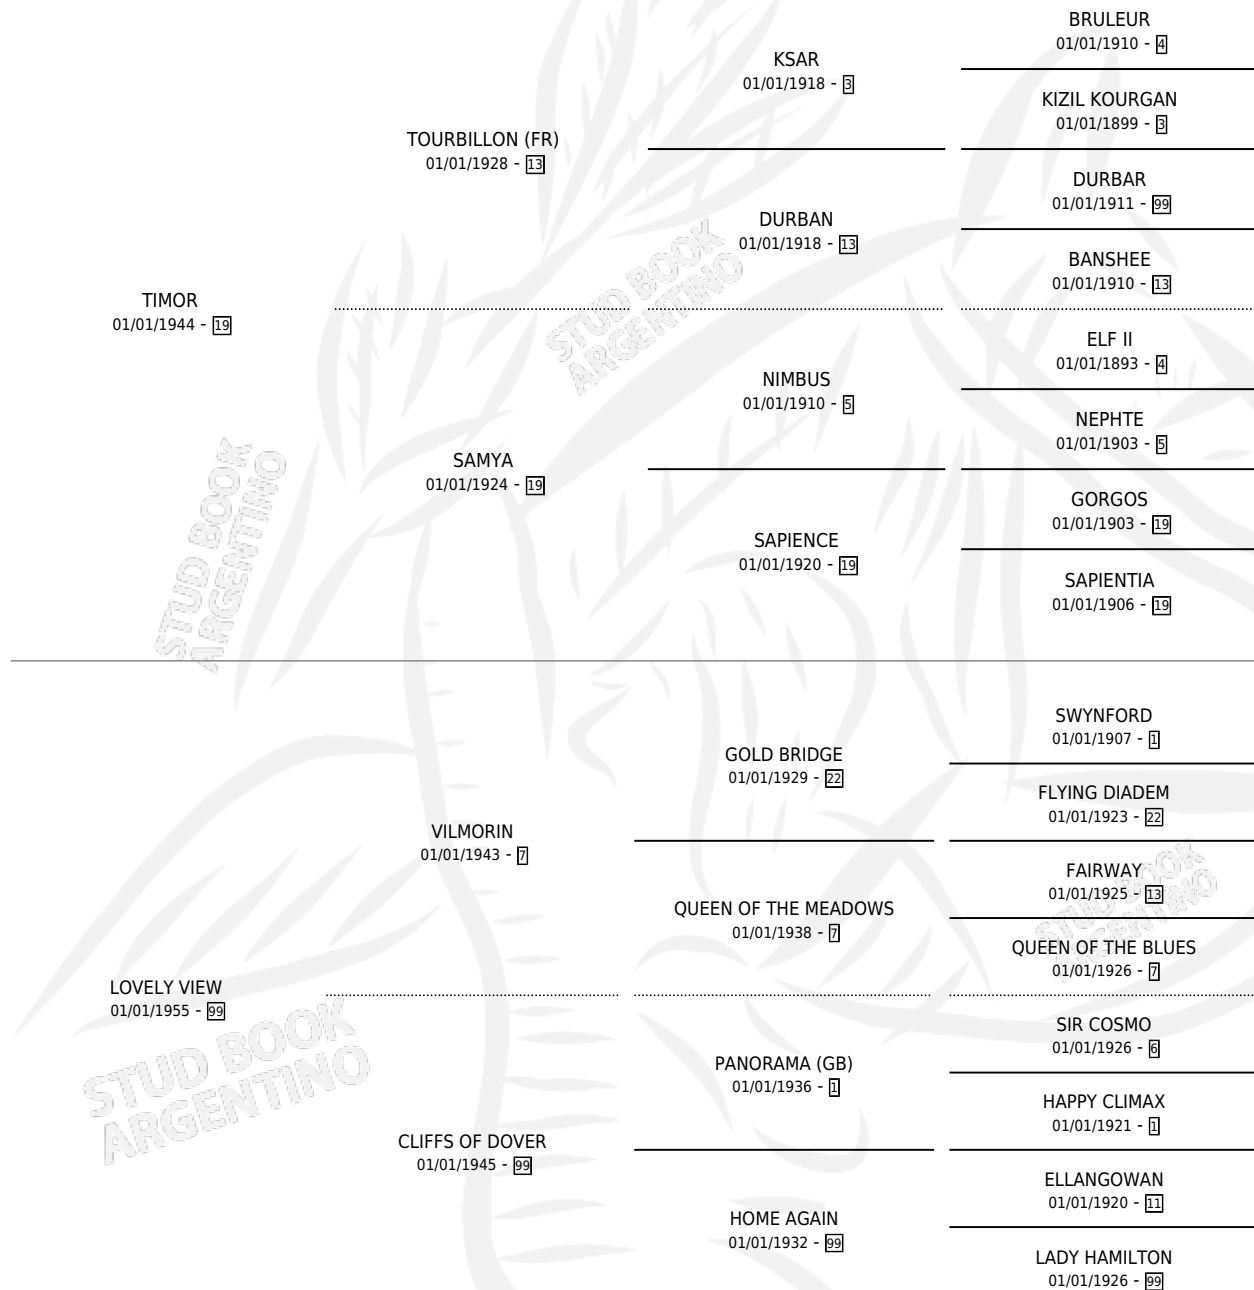 BRULEUR
01/01/1910 - 4
KSAR
01/01/1918 - 3
KIZIL KOURGAN
01/01/1899 - 3
TOURBILLON (FR)
01/01/1928 - 13
DURBAR
01/01/1911 - 99
DURBAN
01/01/1918 - 13
BANSHEE
01/01/1910 - 13
TIMOR
01/01/1944 - 19
ELF II
01/01/1893 - 4
NIMBUS
01/01/1910 - 5
NEPHTE
01/01/1903 - 5
SAMYA
01/01/1924 - 19
GORGOS
01/01/1903 - 19
SAPIENCE
01/01/1920 - 19
SAPIENTIA
01/01/1906 - 19
STUD BOOK
ARGENTINO
STUD BOOK
ARGENTINO
SWYNFORD
01/01/1907 - 1
GOLD BRIDGE
01/01/1929 - 22
FLYING DIADEM
01/01/1923 - 22
VILMORIN
01/01/1943 - 7
FAIRWAY
01/01/1925 - 13
QUEEN OF THE MEADOWS
01/01/1938 - 7
QUEEN OF THE BLUES
01/01/1926 - 7
LOVELY VIEW
01/01/1955 - 99
SIR COSMO
01/01/1926 - 6
PANORAMA (GB)
01/01/1936 - 1
HAPPY CLIMAX
01/01/1921 - 1
CLIFFS OF DOVER
01/01/1945 - 99
ELLANGOWAN
01/01/1920 - 11
HOME AGAIN
01/01/1932 - 99
LADY HAMILTON
01/01/1926 - 99
STUD BOOK
ARGENTINO
STUD BOOK
ARGENTINO